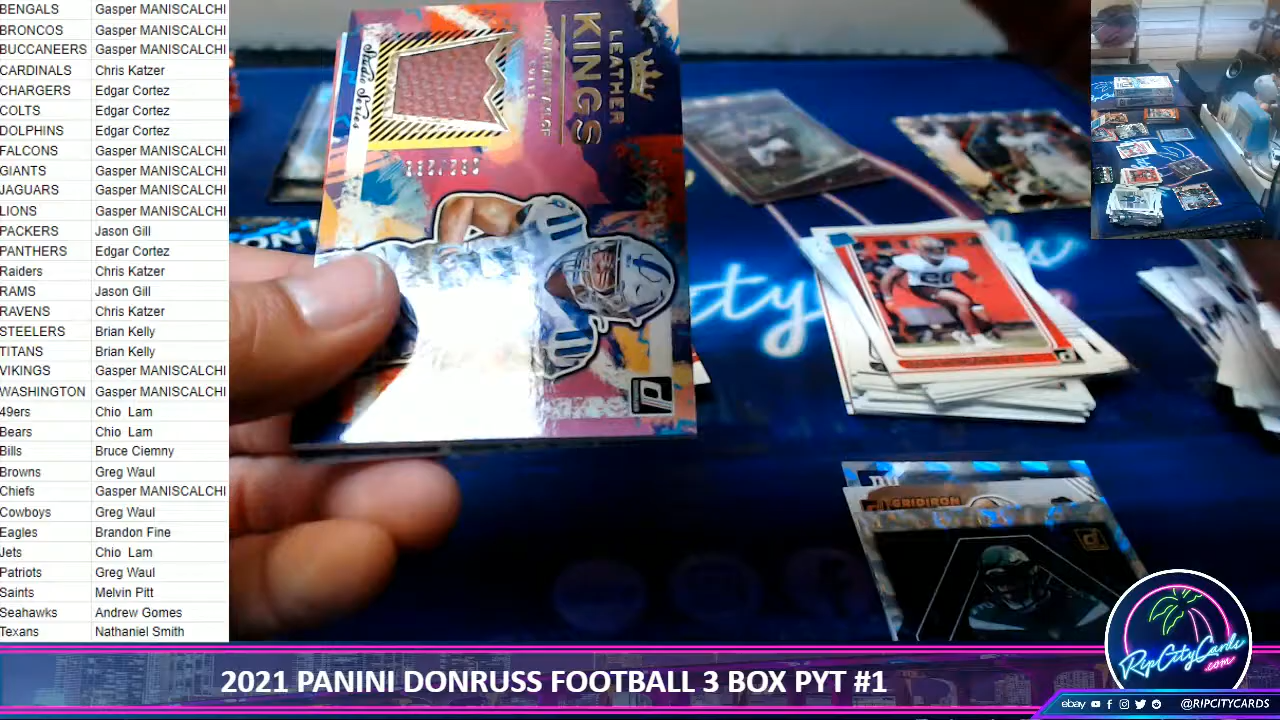 BENGALS Gasper MANISCALCHI
BRONCOS Gasper MANISCALCHI
BUCCANEERS Gasper MANISCALCHI
CARDINALS Chris Katzer
CHARGERS Edgar Cortez
COLTS Edgar Cortez
DOLPHINS Edgar Cortez
FALCONS Gasper MANISCALCHI
GIANTS Gasper MANISCALCHI
JAGUARS Gasper MANISCALCHI
LIONS Gasper MANISCALCHI
PACKERS Jason Gill
PANTHERS Edgar Cortez
Raiders Chris Katzer
RAMS Jason Gill
RAVENS Chris Katzer
STEELERS Brian Kelly
TITANS Brian Kelly
VIKINGS Gasper MANISCALCHI
WASHINGTON Gasper MANISCALCHI
49ers Chio Lam
Bears Chio Lam
Bills Bruce Ciemny
Browns Greg Waul
Chiefs Gasper MANISCALCHI
Cowboys Greg Waul
Eagles Brandon Fine
Jets Chio Lam
Patriots Greg Waul
Saints Melvin Pitt
Seahawks Andrew Gomes
Texans Nathaniel Smith
LEATHER
KINGS
COLTS
Studio Series
GRIDIRON
RipCityCards
.com
2021 PANINI DONRUSS FOOTBALL 3 BOX PYT #1
ebay
@RIPCITYCARDS